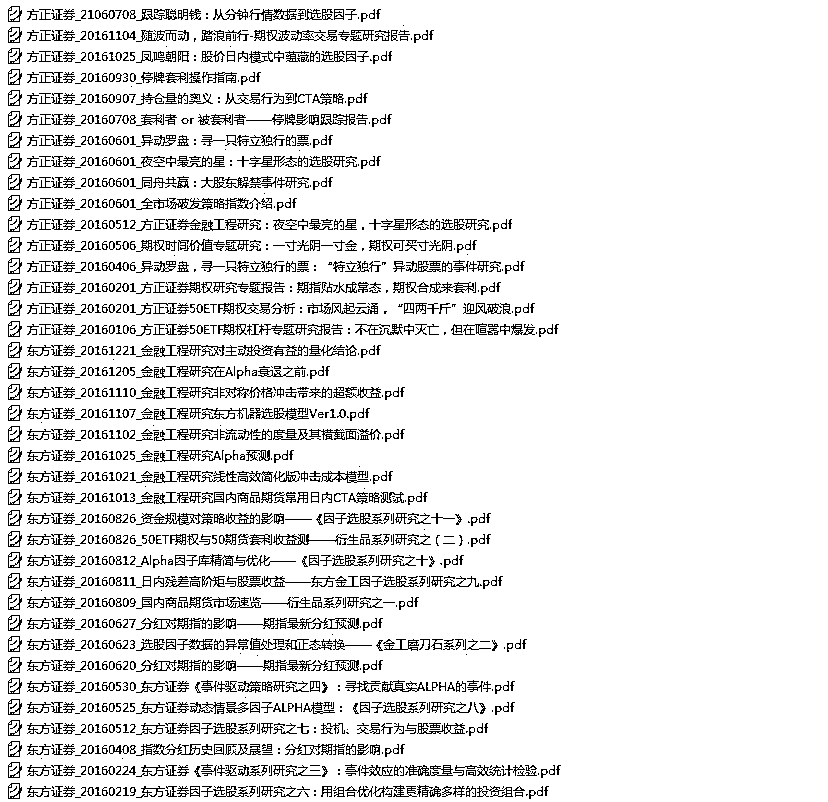 方正证券_21060708_跟踪聪明钱：从分钟行情数据到选股因子.pdf
方正证券_20161104_随波而动，踏浪前行-期权波动率交易专题研究报告.pdf
方正证券_20161025_凤鸣朝阳：股价日内模式中蕴藏的选股因子.pdf
方正证券_20160930_停牌套利操作指南.pdf
方正证券_20160907_持仓量的奥义：从交易行为到CTA策略.pdf
方正证券_20160708_套利者 or 被套利者——停牌影响跟踪报告.pdf
方正证券_20160601_异动罗盘：寻一只特立独行的票.pdf
方正证券_20160601_夜空中最亮的星：十字星形态的选股研究.pdf
方正证券_20160601_同舟共赢：大股东解禁事件研究.pdf
方正证券_20160601_全市场破发策略指数介绍.pdf
方正证券_20160512_方正证券金融工程研究：夜空中最亮的星，十字星形态的选股研究.pdf
方正证券_20160506_期权时间价值专题研究：一寸光阴一寸金，期权可买寸光阴.pdf
方正证券_20160406_异动罗盘，寻一只特立独行的票：“特立独行”异动股票的事件研究.pdf
方正证券_20160201_方正证券期权研究专题报告：期指贴水成常态，期权合成来套利.pdf
方正证券_20160201_方正证券50ETF期权交易分析：市场风起云涌，“四两千斤”迎风破浪.pdf
方正证券_20160106_方正证券50ETF期权杠杆专题研究报告：不在沉默中灭亡，但在喧嚣中爆发.pdf
东方证券_20161221_金融工程研究对主动投资有益的量化结论.pdf
东方证券_20161205_金融工程研究在Alpha衰退之前.pdf
东方证券_20161110_金融工程研究非对称价格冲击带来的超额收益.pdf
东方证券_20161107_金融工程研究东方机器选股模型Ver1.0.pdf
东方证券_20161102_金融工程研究非流动性的度量及其横截面溢价.pdf
东方证券_20161025_金融工程研究Alpha预测.pdf
东方证券_20161021_金融工程研究线性高效简化版冲击成本模型.pdf
东方证券_20161013_金融工程研究国内商品期货常用日内CTA策略测试.pdf
东方证券_20160826_资金规模对策略收益的影响——《因子选股系列研究之十一》.pdf
东方证券_20160826_50ETF期权与50期货套利收益测——衍生品系列研究之（二）.pdf
东方证券_20160812_Alpha因子库精简与优化——《因子选股系列研究之十》.pdf
东方证券_20160811_日内残差高阶矩与股票收益——东方金工因子选股系列研究之九.pdf
东方证券_20160809_国内商品期货市场速览——衍生品系列研究之一.pdf
东方证券_20160627_分红对期指的影响——期指最新分红预测.pdf
东方证券_20160623_选股因子数据的异常值处理和正态转换——《金工磨刀石系列之二》.pdf
东方证券_20160620_分红对期指的影响——期指最新分红预测.pdf
东方证券_20160530_东方证券《事件驱动策略研究之四》：寻找贡献真实ALPHA的事件.pdf
东方证券_20160525_东方证券动态情景多因子ALPHA模型：《因子选股系列研究之八》.pdf
东方证券_20160512_东方证券因子选股系列研究之七：投机、交易行为与股票收益.pdf
东方证券_20160408_指数分红历史回顾及展望：分红对期指的影响.pdf
东方证券_20160224_东方证券《事件驱动系列研究之三》：事件效应的准确度量与高效统计检验.pdf
东方证券_20160219_东方证券因子选股系列研究之六：用组合优化构建更精确多样的投资组合.pdf